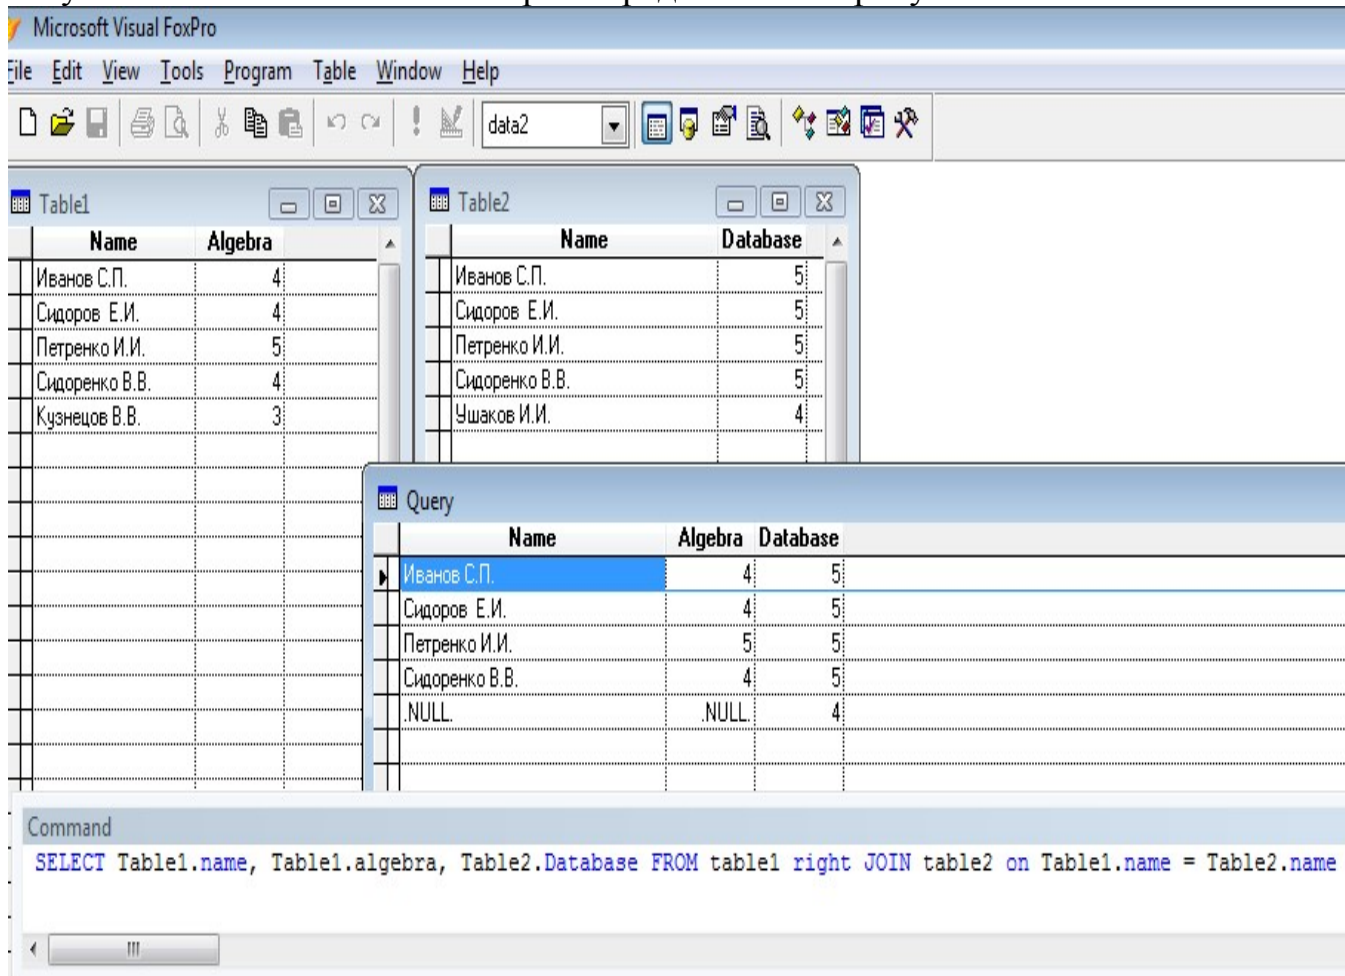 Microsoft Visual FoxPro
File Edit View Tools Program Table Window Help
data2
Table1
Name Algebra
Иванов С.П. 4
Сидоров Е.И. 4
Петренко И.И. 5
Сидоренко В.В. 4
Кузнецов В.В. 3
Table2
Name Database
Иванов С.П. 5
Сидоров Е.И. 5
Петренко И.И. 5
Сидоренко В.В. 5
Ушаков И.И. 4
Query
Name Algebra Database
Иванов С.П. 4 5
Сидоров Е.И. 4 5
Петренко И.И. 5 5
Сидоренко В.В. 4 5
.NULL. .NULL. 4
Command
SELECT Table1.name, Table1.algebra, Table2.Database FROM table1 right JOIN table2 on Table1.name = Table2.name